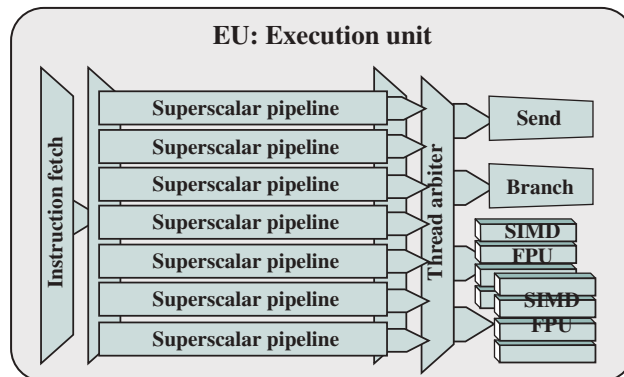 EU: Execution unit
Instruction fetch
Superscalar pipeline
Superscalar pipeline
Superscalar pipeline
Superscalar pipeline
Superscalar pipeline
Superscalar pipeline
Superscalar pipeline
Thread arbiter
Send
Branch
SIMD
FPU
SIMD
FPU